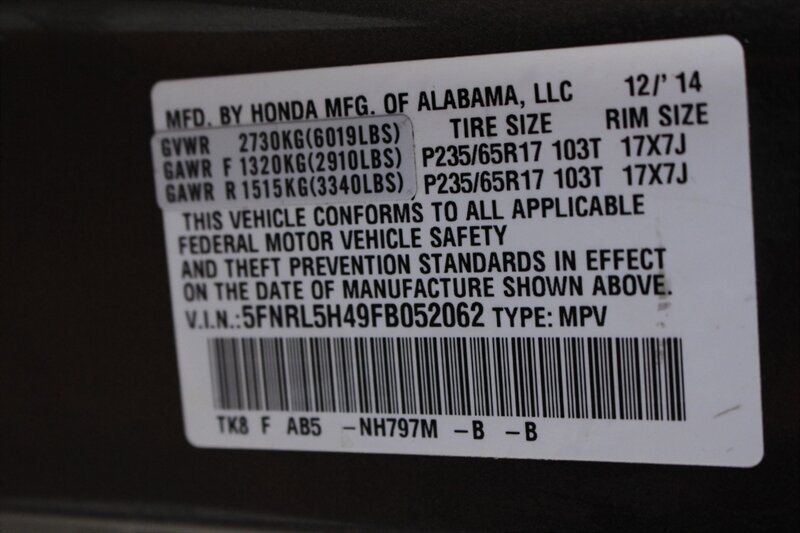 MFD. BY HONDA MFG. OF ALABAMA, LLC 12/' 14
TIRE SIZE RIM SIZE
GVWR 2730KG(6019LBS)
GAWR F 1320KG(2910LBS) P235/65R17 103T 17X7J
GAWR R 1515KG(3340LBS) P235/65R17 103T 17X7J
THIS VEHICLE CONFORMS TO ALL APPLICABLE
FEDERAL MOTOR VEHICLE SAFETY
AND THEFT PREVENTION STANDARDS IN EFFECT
ON THE DATE OF MANUFACTURE SHOWN ABOVE.
V.I.N.:5FNRL5H49FB052062 TYPE: MPV
TK8 F AB5 -NH797M -B -B